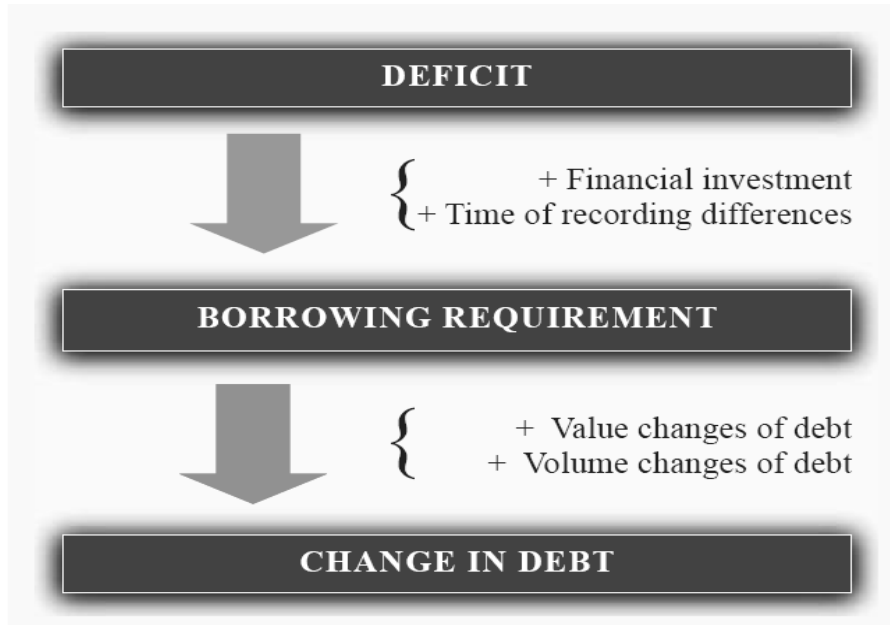 DEFICIT
+ Financial investment
+ Time of recording differences
BORROWING REQUIREMENT
+ Value changes of debt
+ Volume changes of debt
CHANGE IN DEBT